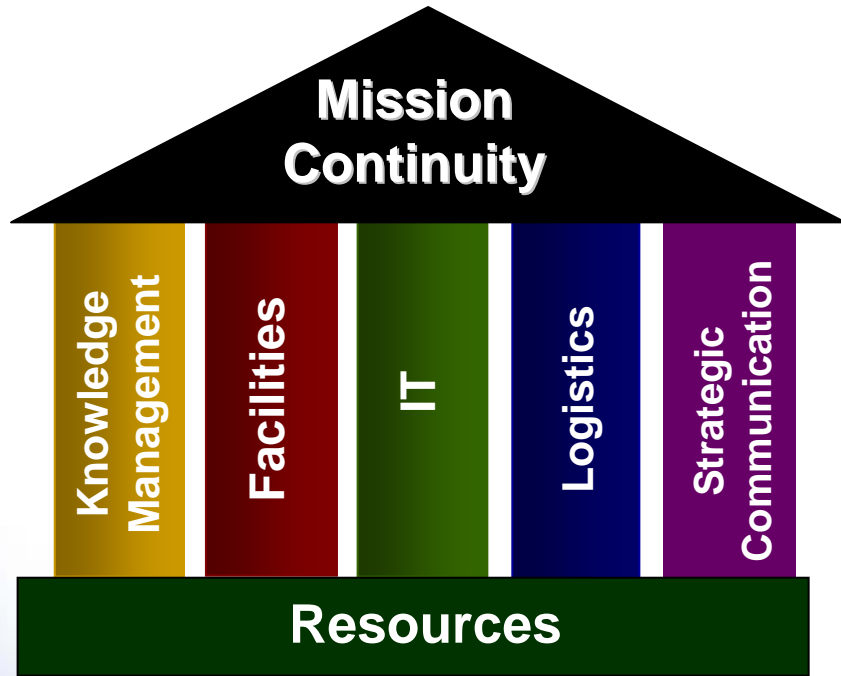 Mission
Continuity
Knowledge
Management
Facilities
IT
Logistics
Strategic
Communication
Resources